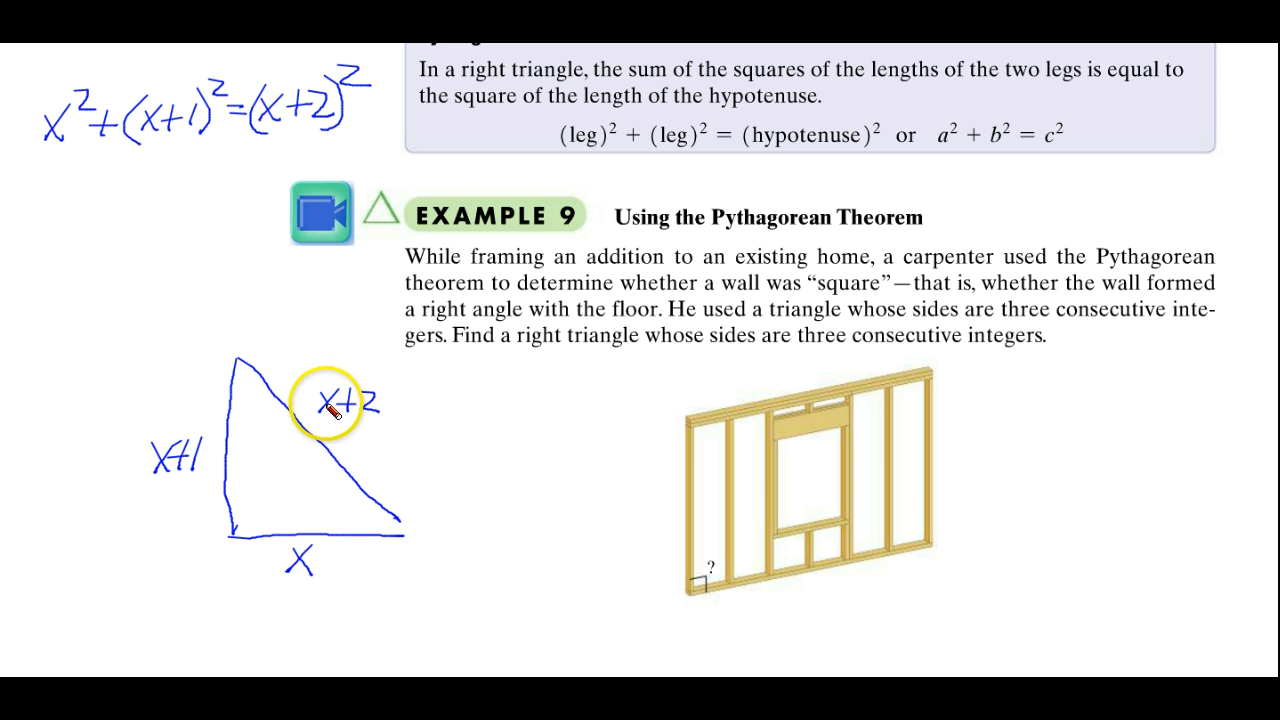 In a right triangle, the sum of the squares of the lengths of the two legs is equal to
the square of the length of the hypotenuse.
(leg)² + (leg)² = (hypotenuse)² or a² + b² = c²
x²+(x+1)²=(x+2)²
EXAMPLE 9 Using the Pythagorean Theorem
While framing an addition to an existing home, a carpenter used the Pythagorean
theorem to determine whether a wall was “square”—that is, whether the wall formed
a right angle with the floor. He used a triangle whose sides are three consecutive inte-
gers. Find a right triangle whose sides are three consecutive integers.
x+2
x+1
x
?